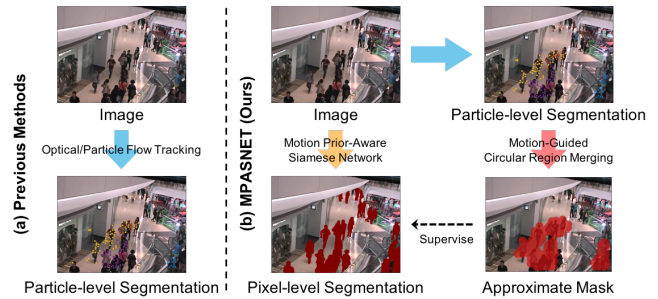 (a) Previous Methods
Image
Optical/Particle Flow Tracking
Particle-level Segmentation
(b) MPASNET (Ours)
Image
Motion Prior-Aware
Siamese Network
Pixel-level Segmentation
Particle-level Segmentation
Motion-Guided
Circular Region Merging
Supervise
Approximate Mask